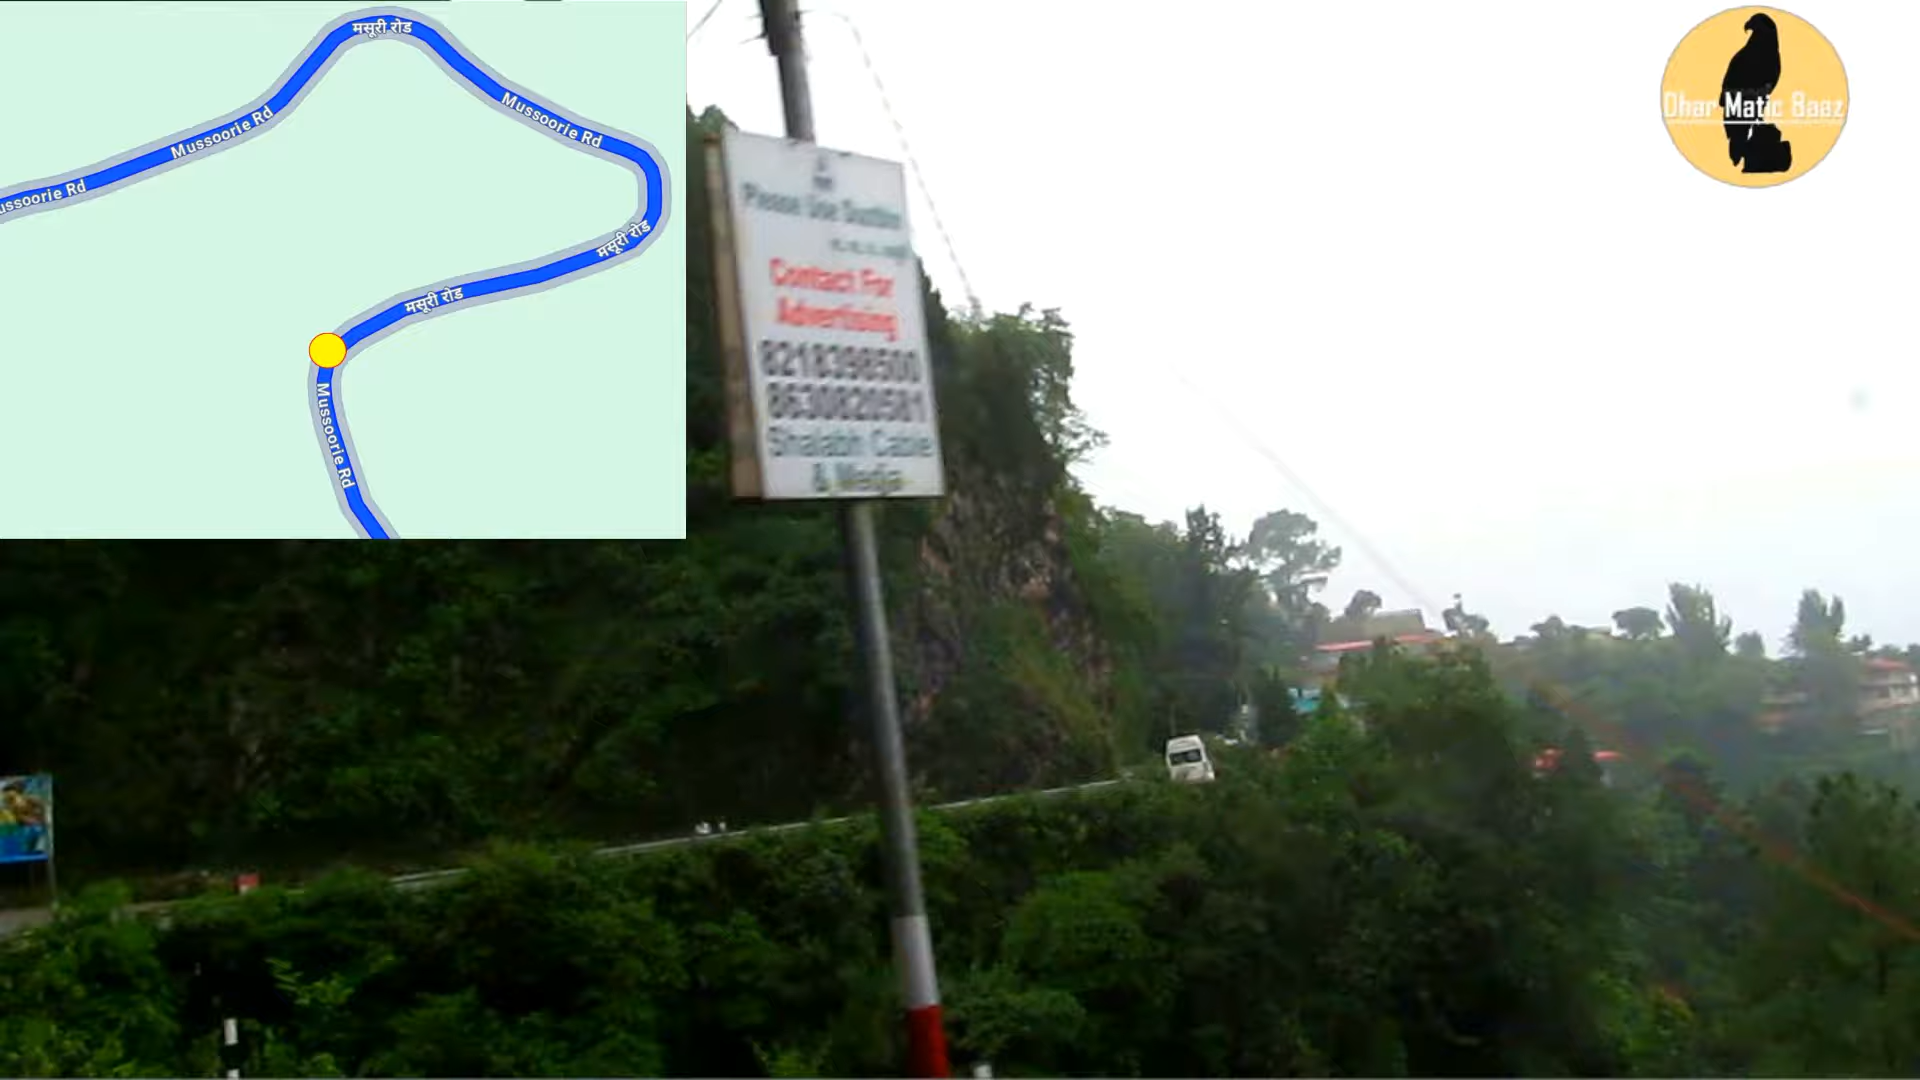 मसूरी रोड
Mussoorie Rd
Mussoorie Rd
ussoorie Rd
मसूरी रोड
मसूरी रोड
Mussoorie Rd
Dhar Matic Baaz
Please Use Dustbin
Contact For
Advertising
8218398500
8630820581
Shalabh Cable
& Media